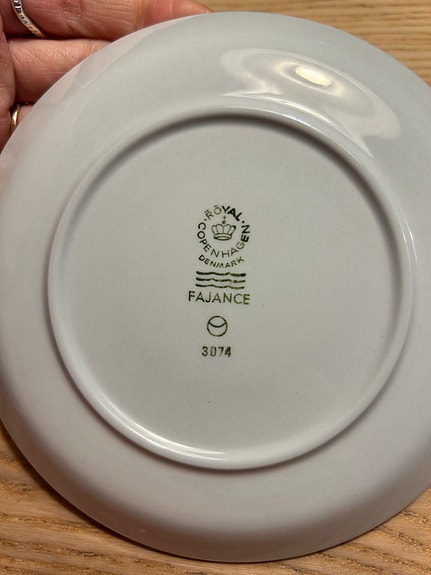 ROYAL
COPENHAGEN
DENMARK
FAJANCE
3074